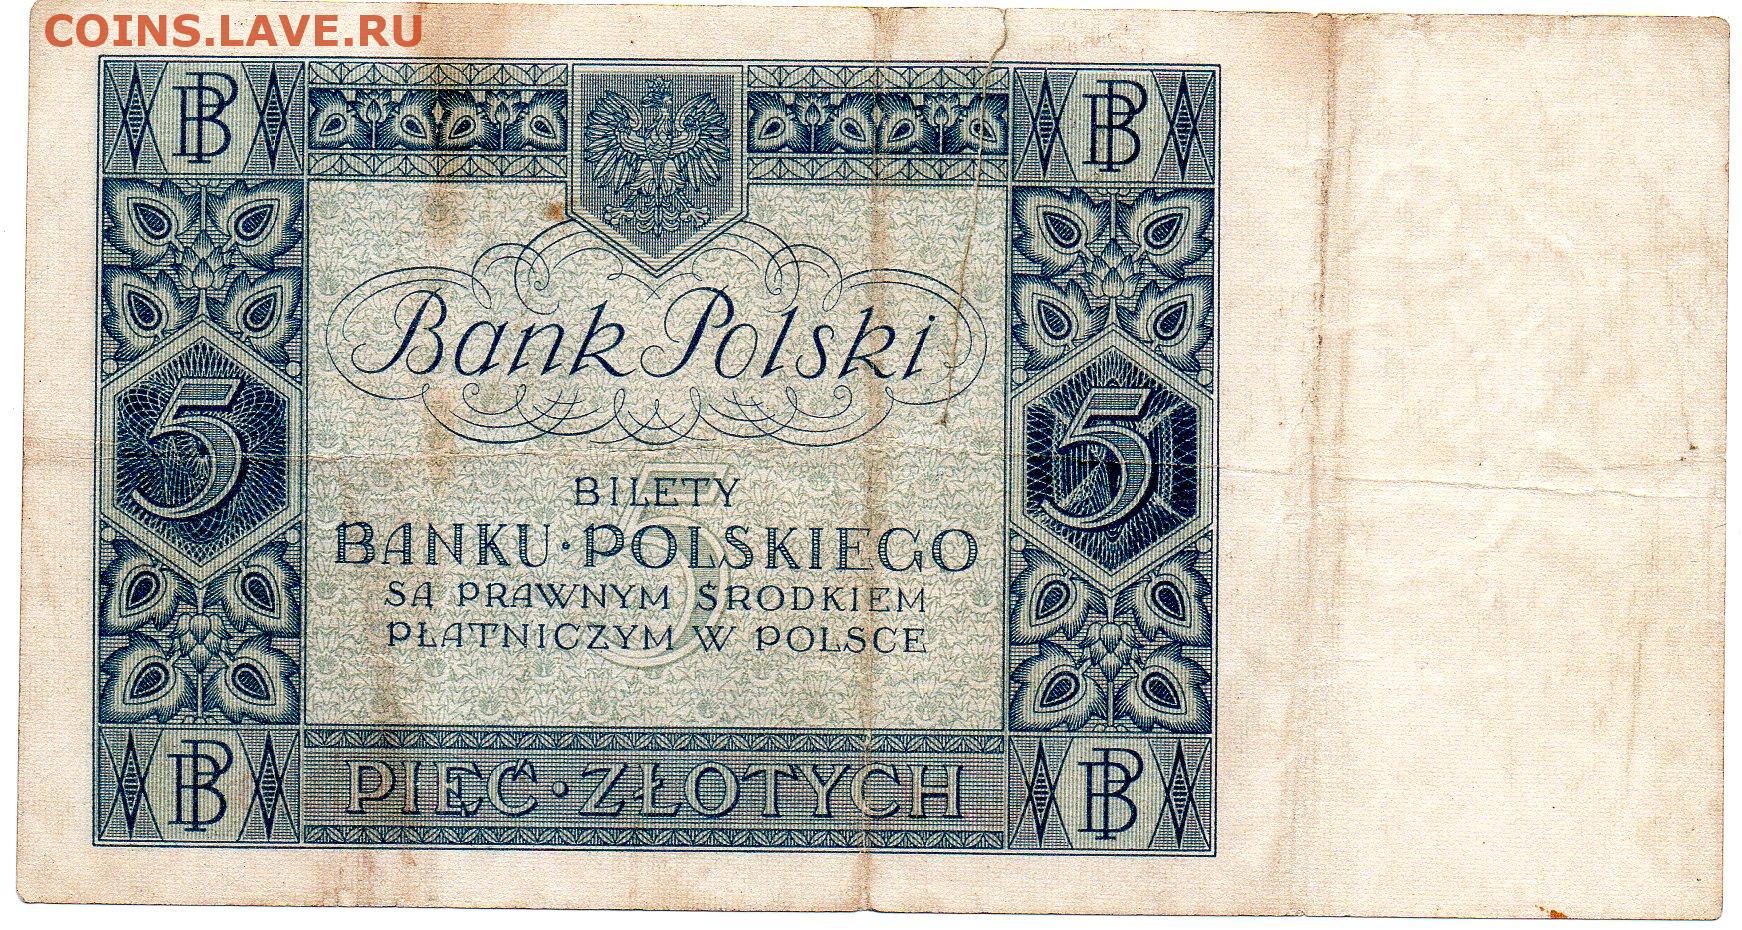 COINS.LAVE.RU
BP BP
Bank Polski
5 5
BILETY
BANKU · POLSKIEGO
SĄ PRAWNYM ŚRODKIEM
PŁATNICZYM W POLSCE
5
BP PIĘĆ · ZŁOTYCH BP